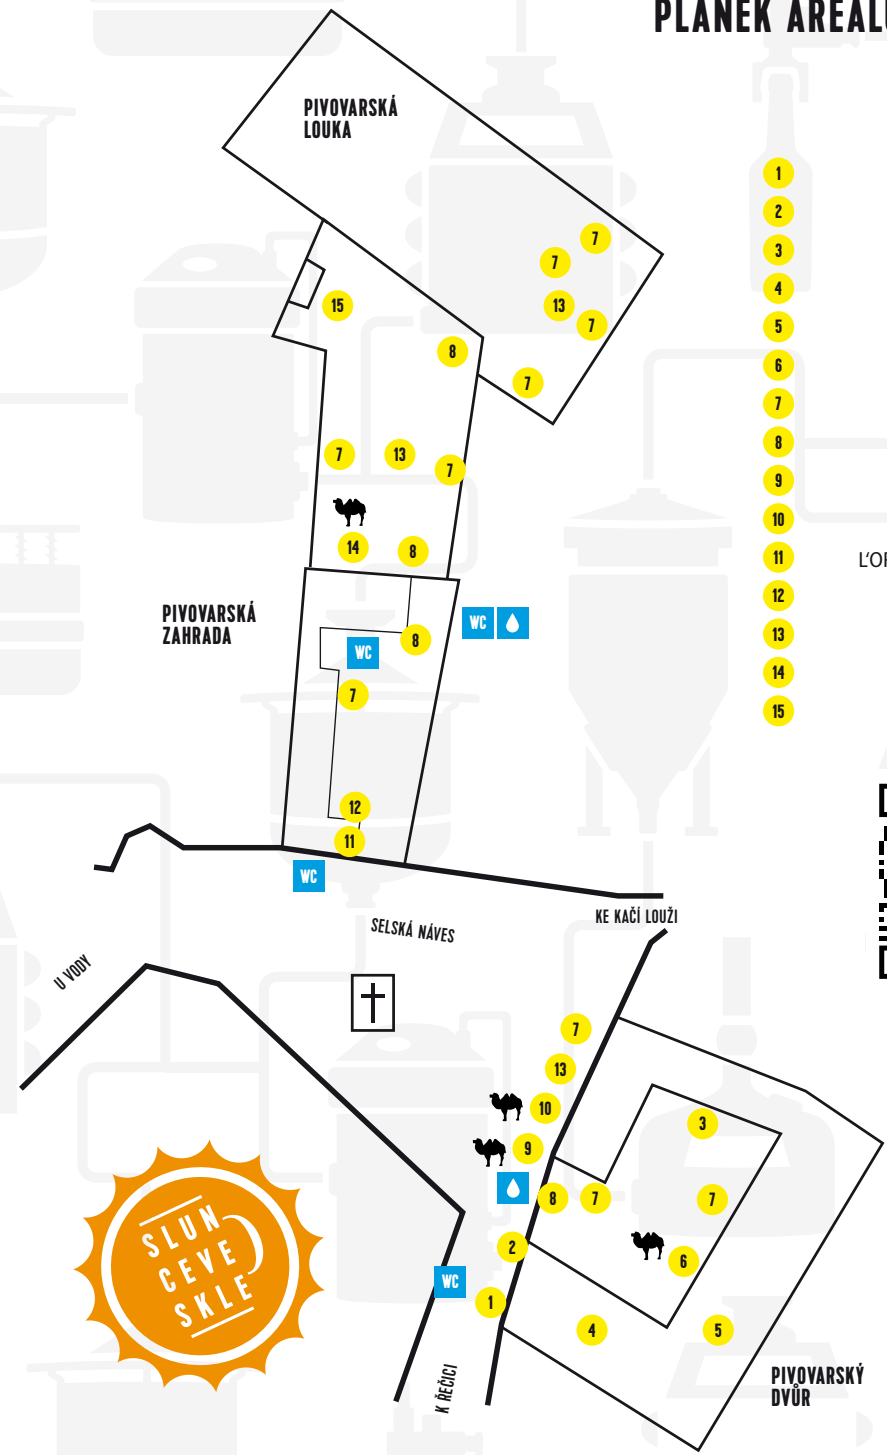 PLÁNEK AREÁLU
PIVOVARSKÁ
LOUKA
1
2
3
4
5
6
7
8
9
10
11
12
13
14
15
7
7
13
7
7
15
8
7
13
7
14
8
PIVOVARSKÁ
ZAHRADA
WC
8
WC
7
12
11
WC
L'OR
SELSKÁ NÁVES
KE KAČÍ LOUŽI
U VODY
7
13
10
9
3
8
7
7
6
2
WC
1
4
5
SLUN
CEVE
SKLE
K ŘEČICI
PIVOVARSKÝ
DVŮR